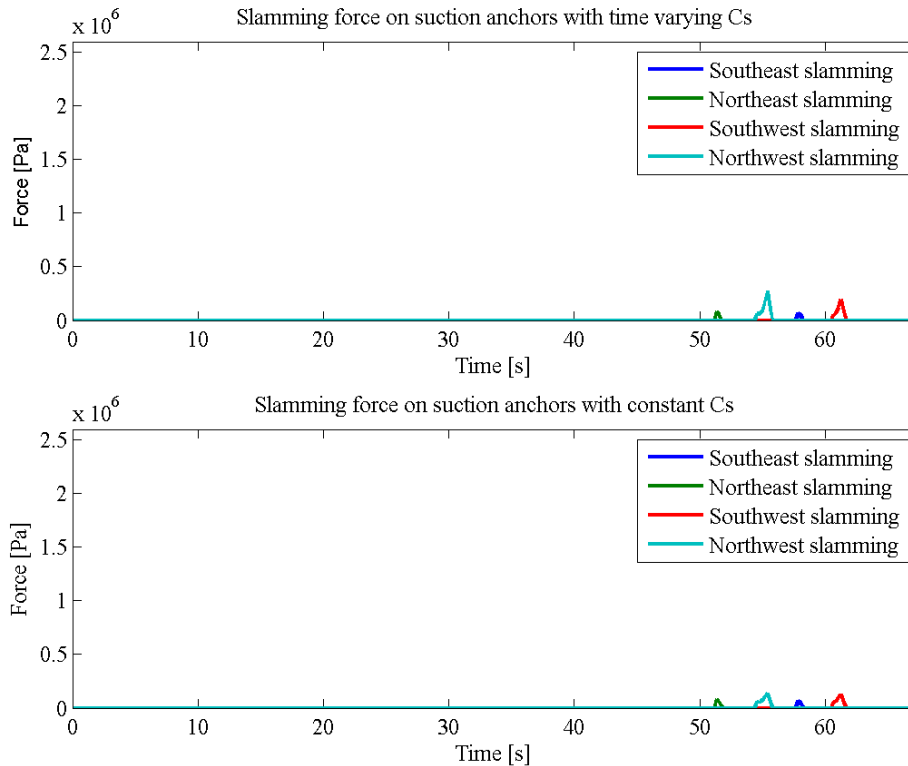 Slamming force on suction anchors with time varying Cs
x 10^6
2.5
2
1.5
1
0.5
0
Force [Pa]
Southeast slamming
Northeast slamming
Southwest slamming
Northwest slamming
0 10 20 30 40 50 60
Time [s]
Slamming force on suction anchors with constant Cs
x 10^6
2.5
2
1.5
1
0.5
0
Force [Pa]
Southeast slamming
Northeast slamming
Southwest slamming
Northwest slamming
0 10 20 30 40 50 60
Time [s]